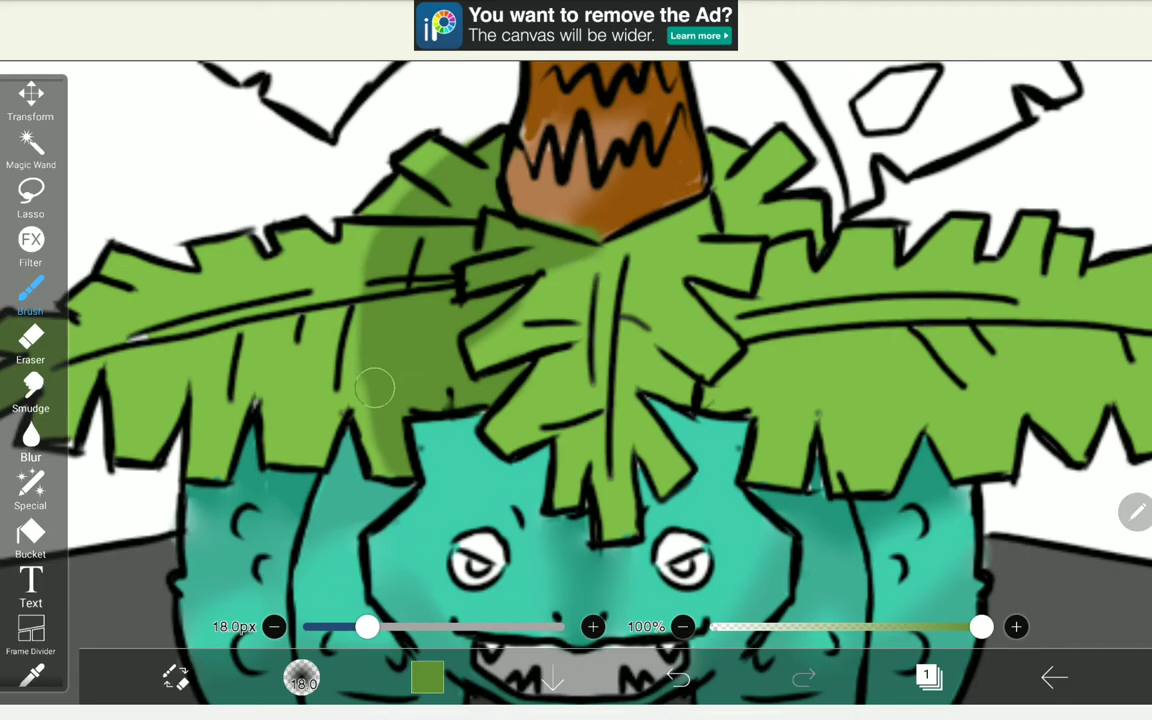 iP
You want to remove the Ad?
The canvas will be wider.
Learn more
Transform
Magic Wand
Lasso
FX
Filter
Brush
Eraser
Smudge
Blur
Special
Bucket
T
Text
Frame Divider
18.0px
100%
18.0
1